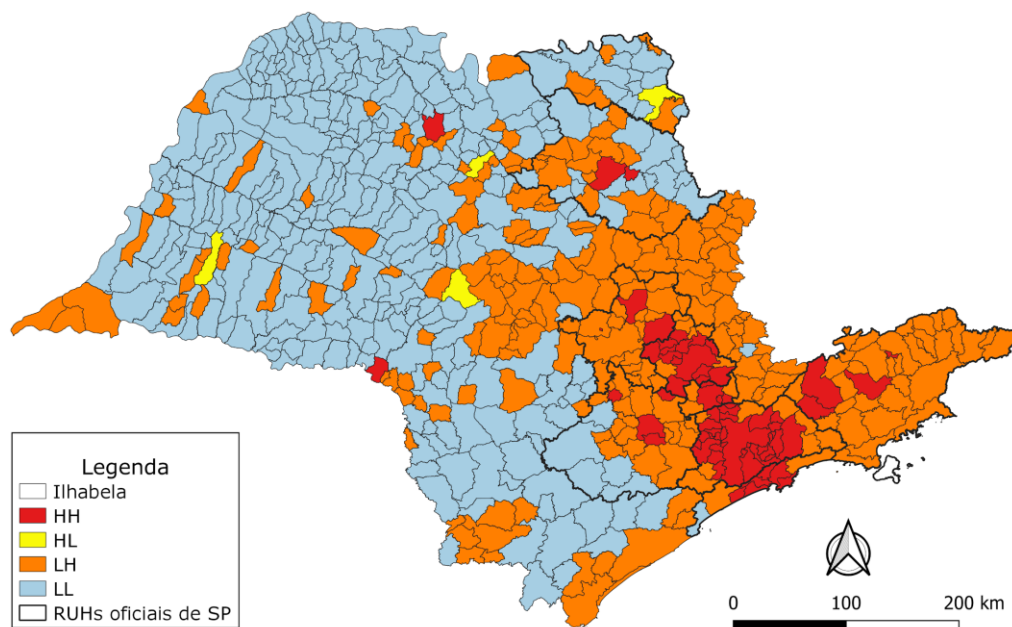 Legenda
Ilhabela
HH
HL
LH
LL
RUHs oficiais de SP
0 100 200 km